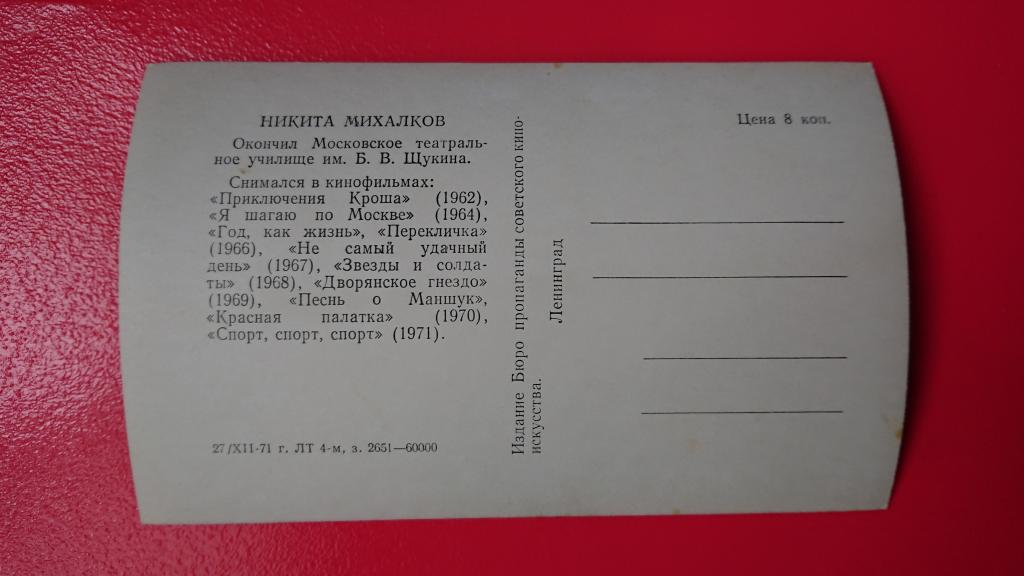 НИКИТА МИХАЛКОВ
Окончил Московское театраль-
ное училище им. Б. В. Щукина.
Снимался в кинофильмах:
«Приключения Кроша» (1962),
«Я шагаю по Москве» (1964),
«Год, как жизнь», «Перекличка»
(1966), «Не самый удачный
день» (1967), «Звезды и солда-
ты» (1968), «Дворянское гнездо»
(1969), «Песнь о Маншук»,
«Красная палатка» (1970),
«Спорт, спорт, спорт» (1971).
27/XII-71 г. ЛТ 4-м, з. 2651—60000
Издание Бюро пропаганды советского кино-
искусства.
Ленинград
Цена 8 коп.